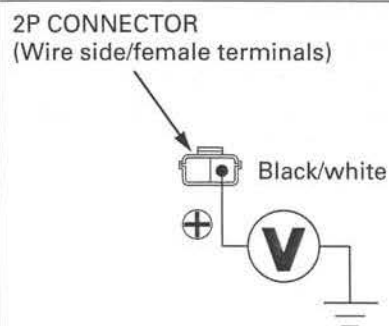 2P CONNECTOR
(Wire side/female terminals)
Black/white
V